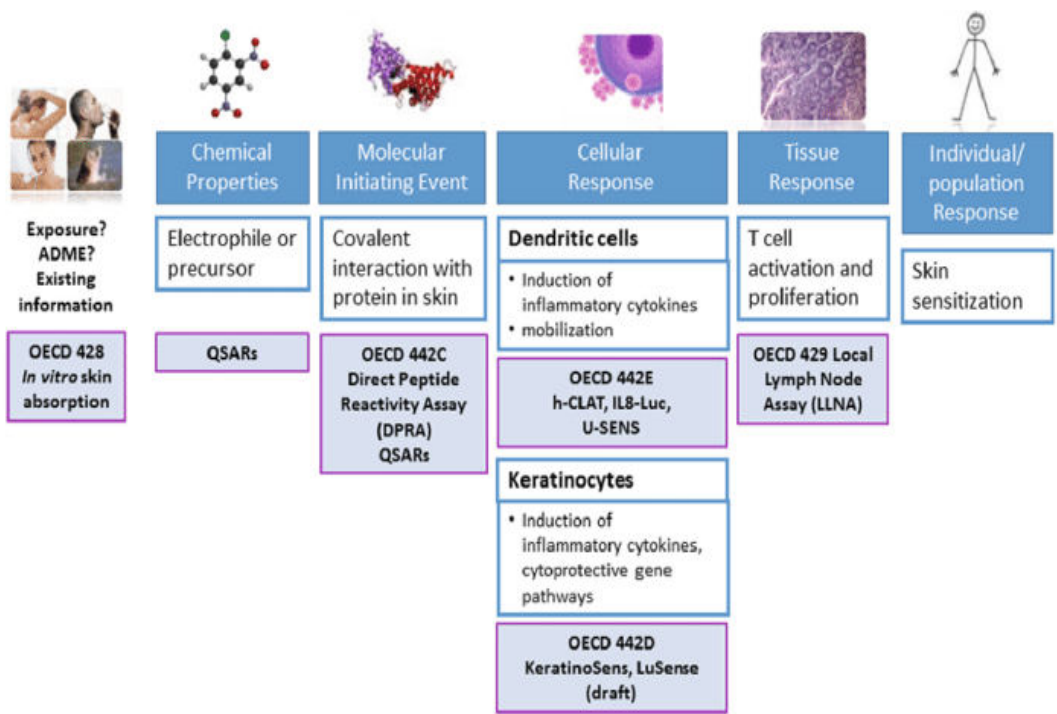 Exposure?
ADME?
Existing
information
OECD 428
In vitro skin
absorption
Chemical
Properties
Electrophile or
precursor
QSARs
Molecular
Initiating Event
Covalent
interaction with
protein in skin
OECD 442C
Direct Peptide
Reactivity Assay
(DPRA)
QSARs
Cellular
Response
Dendritic cells
• Induction of
inflammatory cytokines
• mobilization
OECD 442E
h-CLAT, IL8-Luc,
U-SENS
Keratinocytes
• Induction of
inflammatory cytokines,
cytoprotective gene
pathways
OECD 442D
KeratinoSens, LuSense
(draft)
Tissue
Response
T cell
activation and
proliferation
OECD 429 Local
Lymph Node
Assay (LLNA)
Individual/
population
Response
Skin
sensitization